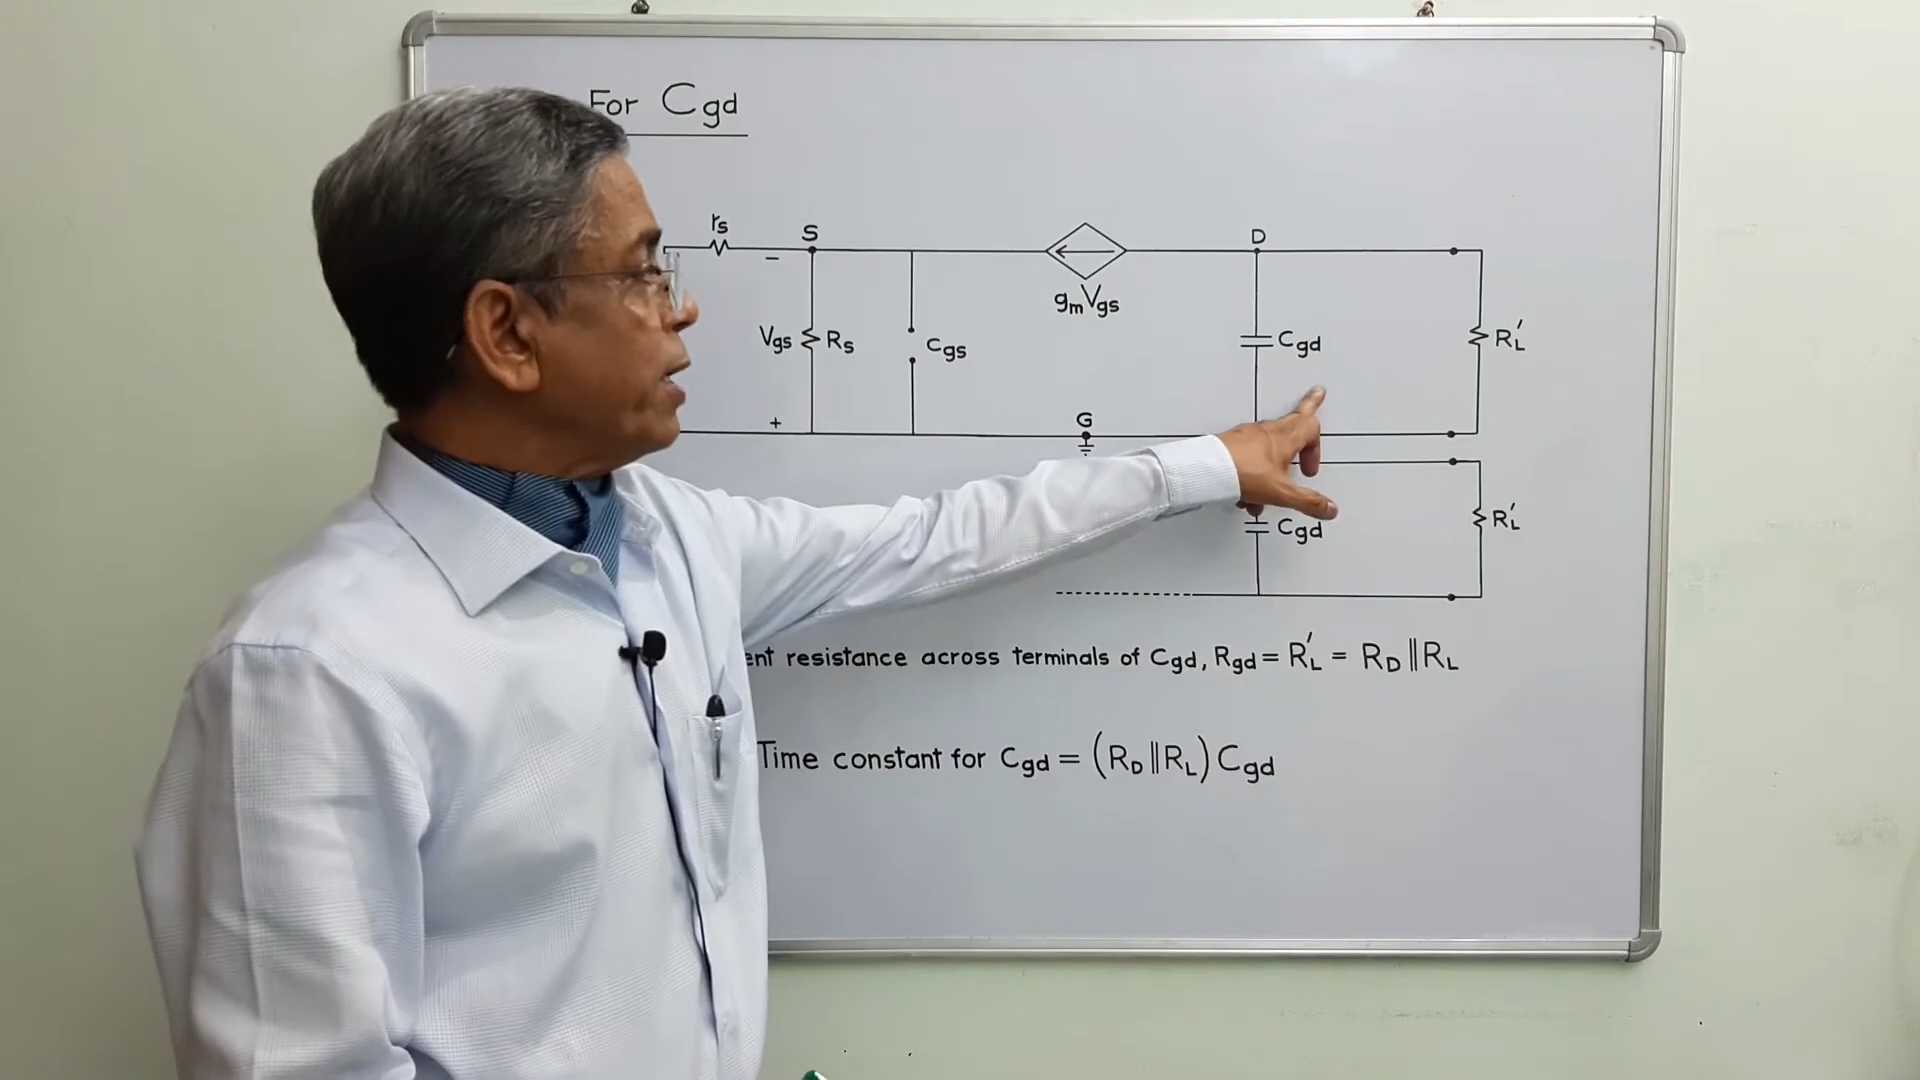 For Cgd
rs S D
−
gmVgs
Vgs Rs Cgs Cgd R'L
+ G
Cgd R'L
resistance across terminals of Cgd, Rgd = R'L = RD ∥ RL
Time constant for Cgd = (RD ∥ RL) Cgd